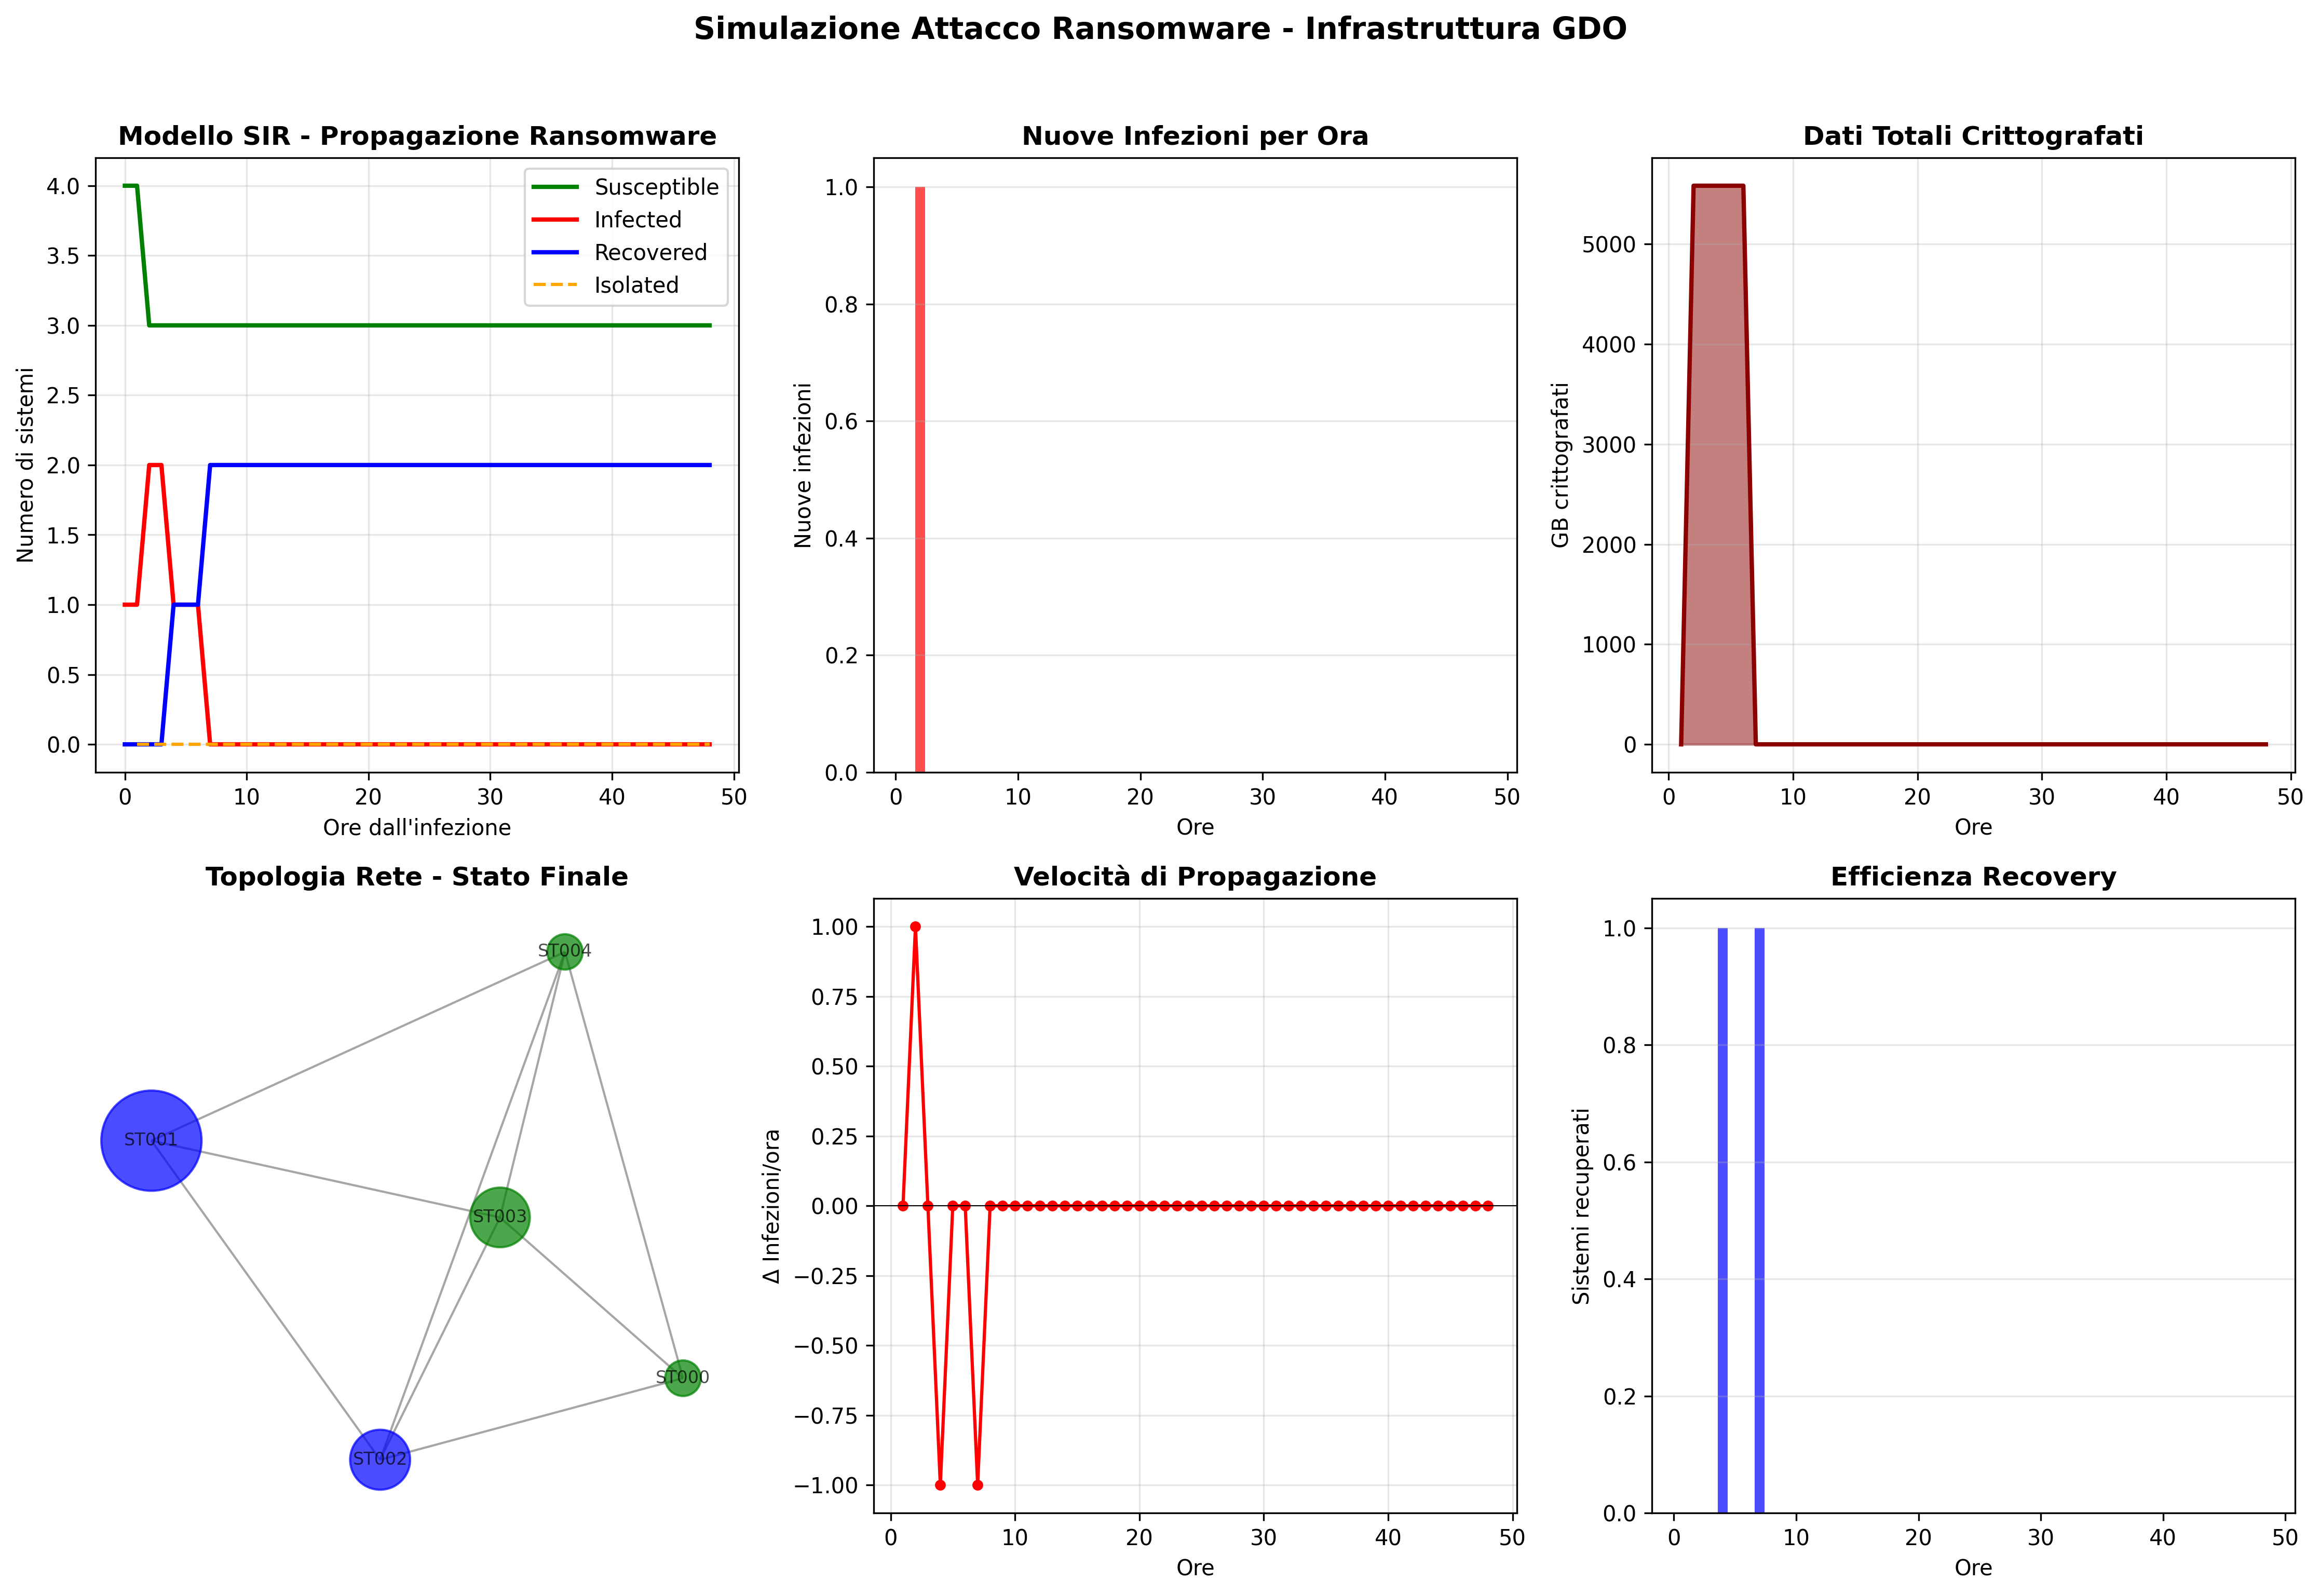 Simulazione Attacco Ransomware - Infrastruttura GDO
Modello SIR - Propagazione Ransomware
Numero di sistemi
4.0
3.5
3.0
2.5
2.0
1.5
1.0
0.5
0.0
Susceptible
Infected
Recovered
Isolated
0 10 20 30 40 50
Ore dall'infezione
Nuove Infezioni per Ora
Nuove infezioni
1.0
0.8
0.6
0.4
0.2
0.0
0 10 20 30 40 50
Ore
Dati Totali Crittografati
GB crittografati
5000
4000
3000
2000
1000
0
0 10 20 30 40 50
Ore
Topologia Rete - Stato Finale
ST004
ST001
ST003
ST000
ST002
Velocità di Propagazione
Δ Infezioni/ora
1.00
0.75
0.50
0.25
0.00
−0.25
−0.50
−0.75
−1.00
0 10 20 30 40 50
Ore
Efficienza Recovery
Sistemi recuperati
1.0
0.8
0.6
0.4
0.2
0.0
0 10 20 30 40 50
Ore